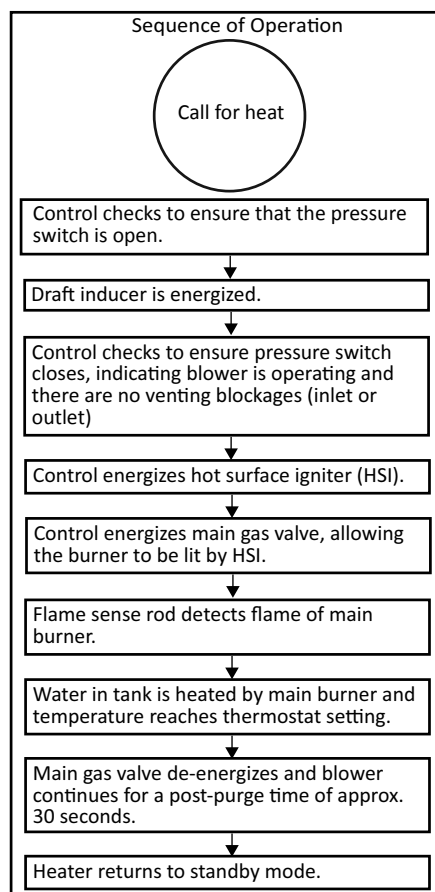 Sequence of Operation
Call for heat
Control checks to ensure that the pressure
switch is open.
Draft inducer is energized.
Control checks to ensure pressure switch
closes, indicating blower is operating and
there are no venting blockages (inlet or
outlet)
Control energizes hot surface igniter (HSI).
Control energizes main gas valve, allowing
the burner to be lit by HSI.
Flame sense rod detects flame of main
burner.
Water in tank is heated by main burner and
temperature reaches thermostat setting.
Main gas valve de-energizes and blower
continues for a post-purge time of approx.
30 seconds.
Heater returns to standby mode.